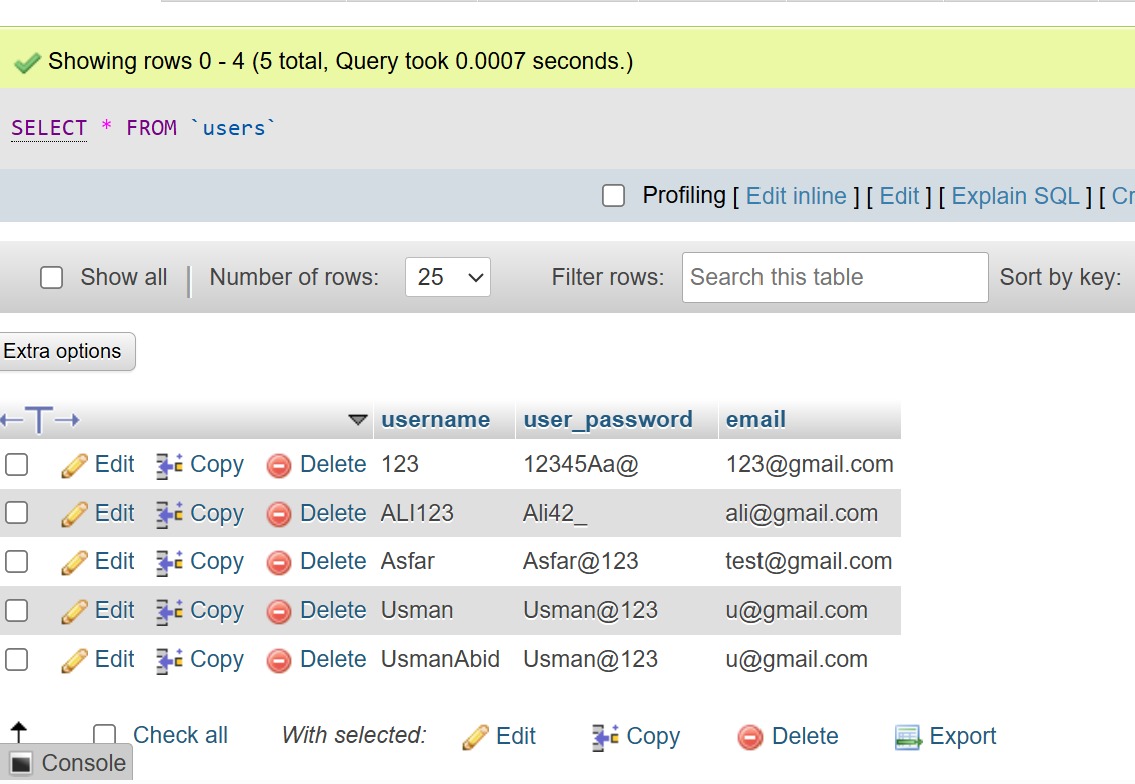 Showing rows 0 - 4 (5 total, Query took 0.0007 seconds.)
SELECT * FROM `users`
Profiling [ Edit inline ] [ Edit ] [ Explain SQL ] [ Cr
Show all | Number of rows: 25 Filter rows: Search this table Sort by key:
Extra options
←T→ username user_password email
Edit Copy Delete 123 12345Aa@ 123@gmail.com
Edit Copy Delete ALI123 Ali42_ ali@gmail.com
Edit Copy Delete Asfar Asfar@123 test@gmail.com
Edit Copy Delete Usman Usman@123 u@gmail.com
Edit Copy Delete UsmanAbid Usman@123 u@gmail.com
Check all With selected: Edit Copy Delete Export
Console